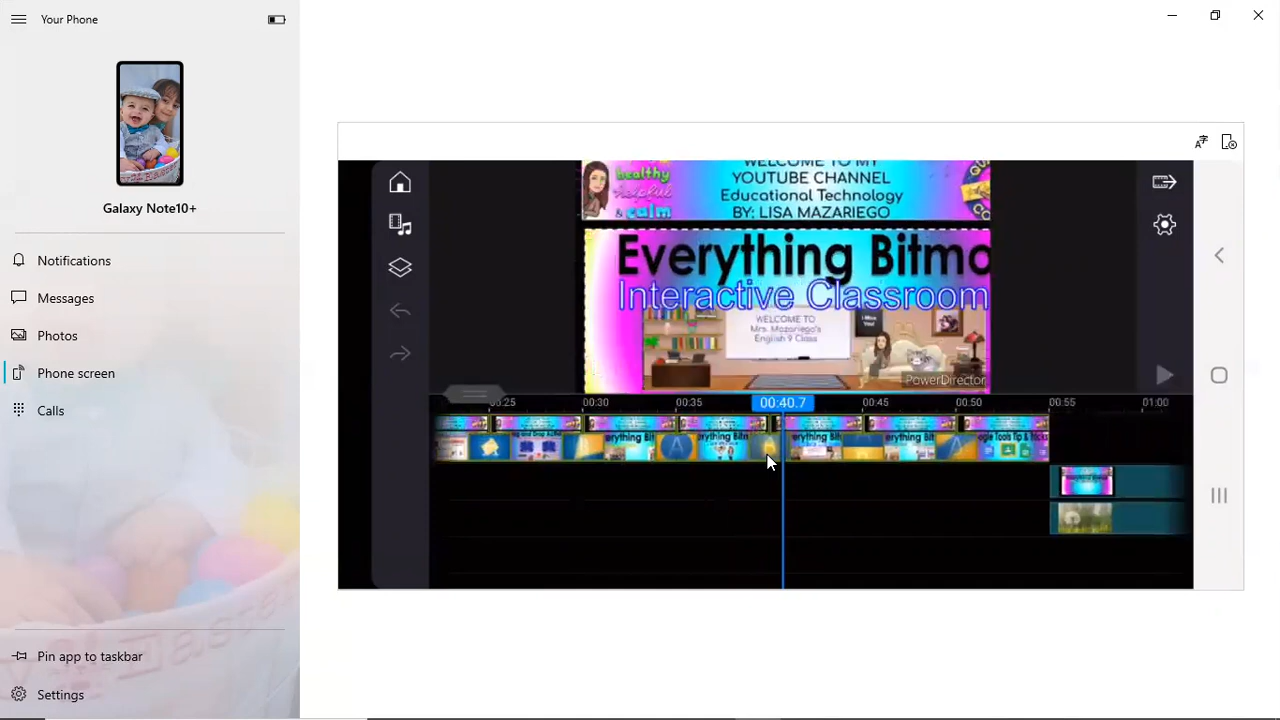 Your Phone
Galaxy Note10+
Notifications
Messages
Photos
Phone screen
Calls
Pin app to taskbar
Settings
healthy
helpful
& calm
WELCOME TO MY
YOUTUBE CHANNEL
Educational Technology
BY: LISA MAZARIEGO
Everything Bitmo
Interactive Classroom
WELCOME TO
Mrs. Mazariego's
English 9 Class
I Miss
You!
PowerDirector
00:25
00:30
00:35
00:40.7
00:45
00:50
00:55
01:00